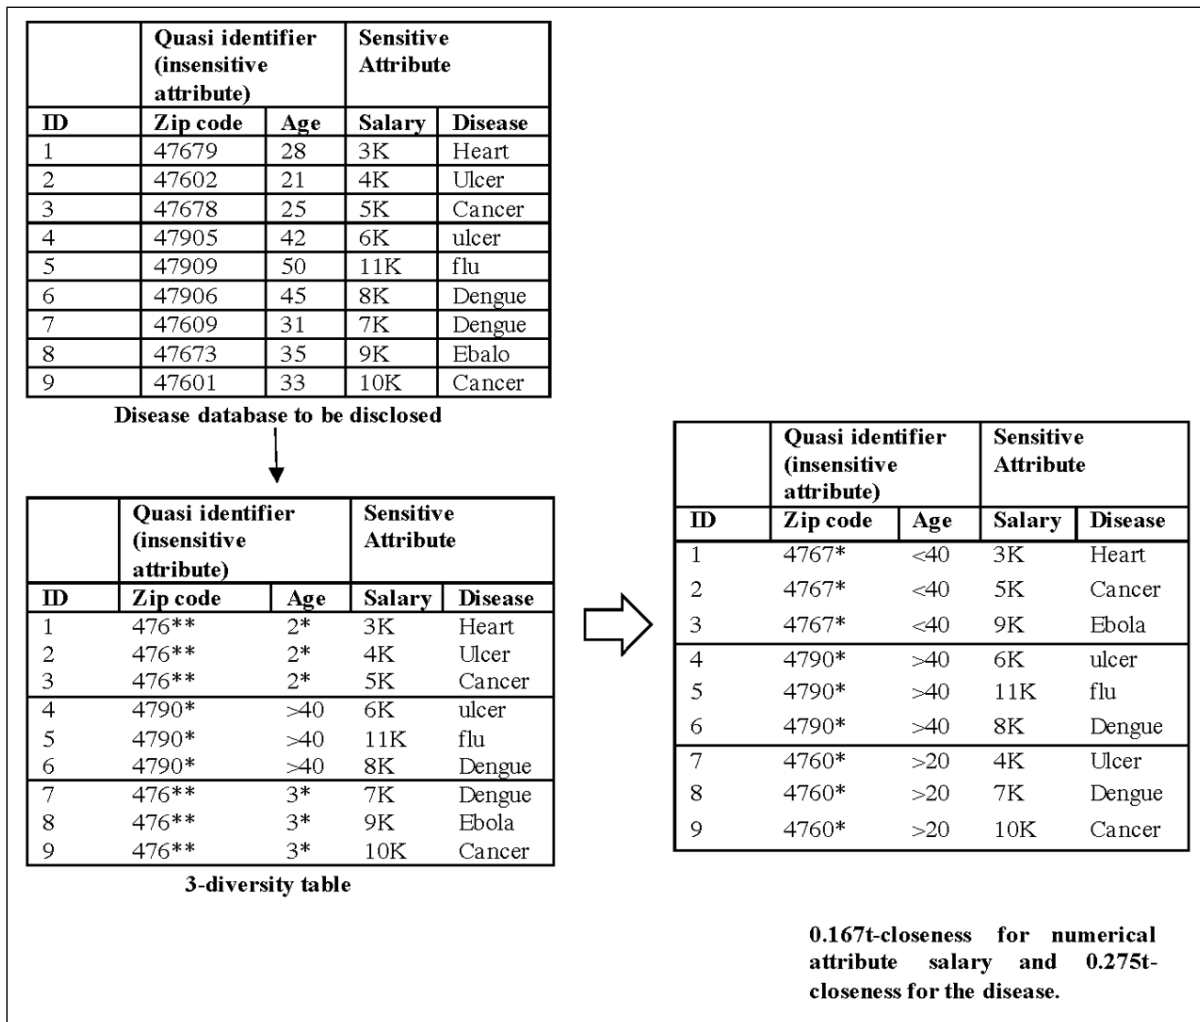 Quasi identifier Sensitive
(insensitive Attribute
attribute)
ID Zip code Age Salary Disease
1 47679 28 3K Heart
2 47602 21 4K Ulcer
3 47678 25 5K Cancer
4 47905 42 6K ulcer
5 47909 50 11K flu
6 47906 45 8K Dengue
7 47609 31 7K Dengue
8 47673 35 9K Ebalo
9 47601 33 10K Cancer
Disease database to be disclosed
Quasi identifier Sensitive
(insensitive Attribute
attribute)
ID Zip code Age Salary Disease
1 476** 2* 3K Heart
2 476** 2* 4K Ulcer
3 476** 2* 5K Cancer
4 4790* >40 6K ulcer
5 4790* >40 11K flu
6 4790* >40 8K Dengue
7 476** 3* 7K Dengue
8 476** 3* 9K Ebola
9 476** 3* 10K Cancer
3-diversity table
Quasi identifier Sensitive
(insensitive Attribute
attribute)
ID Zip code Age Salary Disease
1 4767* <40 3K Heart
2 4767* <40 5K Cancer
3 4767* <40 9K Ebola
4 4790* >40 6K ulcer
5 4790* >40 11K flu
6 4790* >40 8K Dengue
7 4760* >20 4K Ulcer
8 4760* >20 7K Dengue
9 4760* >20 10K Cancer
0.167t-closeness for numerical
attribute salary and 0.275t-
closeness for the disease.